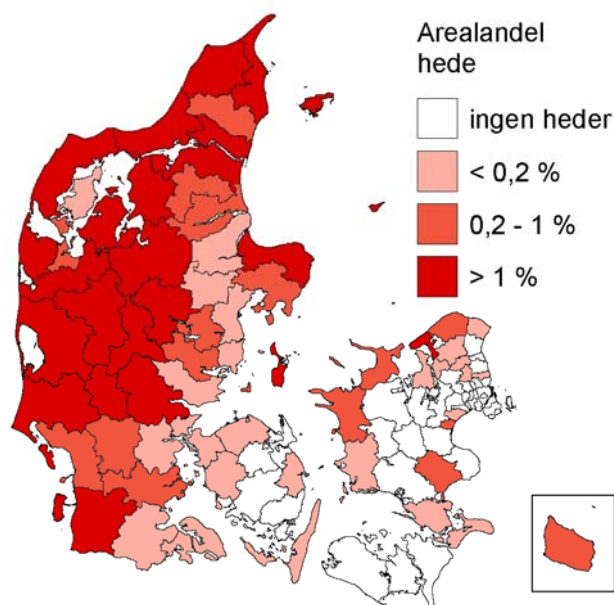 Arealandel
hede
ingen heder
< 0,2 %
0,2 - 1 %
> 1 %